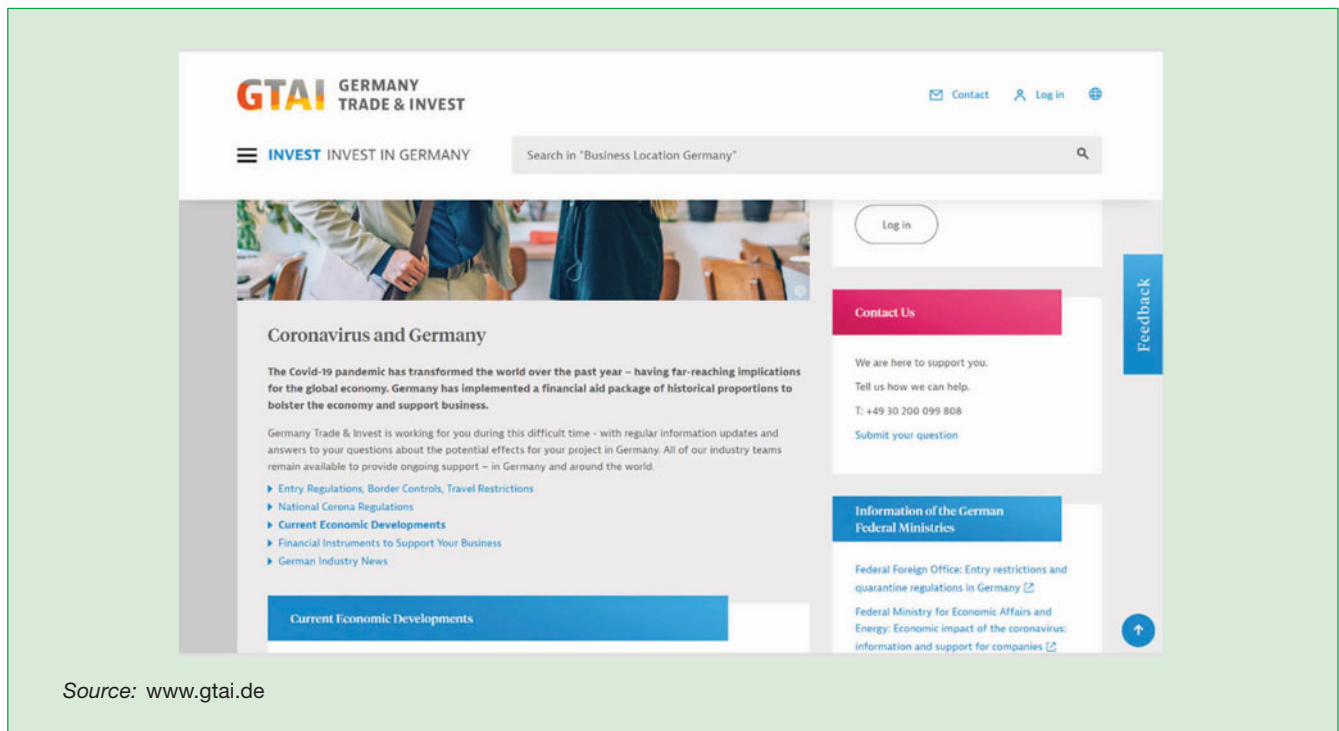 GTAI GERMANY
TRADE & INVEST
Contact
Log in
INVEST INVEST IN GERMANY
Search in "Business Location Germany"
Coronavirus and Germany
The Covid-19 pandemic has transformed the world over the past year – having far-reaching implications
for the global economy. Germany has implemented a financial aid package of historical proportions to
bolster the economy and support business.
Germany Trade & Invest is working for you during this difficult time - with regular information updates and
answers to your questions about the potential effects for your project in Germany. All of our industry teams
remain available to provide ongoing support – in Germany and around the world.
Entry Regulations, Border Controls, Travel Restrictions
National Corona Regulations
Current Economic Developments
Financial Instruments to Support Your Business
German Industry News
Current Economic Developments
Log in
Contact Us
We are here to support you.
Tell us how we can help.
T: +49 30 200 099 808
Submit your question
Information of the German
Federal Ministries
Federal Foreign Office: Entry restrictions and
quarantine regulations in Germany
Federal Ministry for Economic Affairs and
Energy: Economic impact of the coronavirus:
information and support for companies
Feedback
Source: www.gtai.de